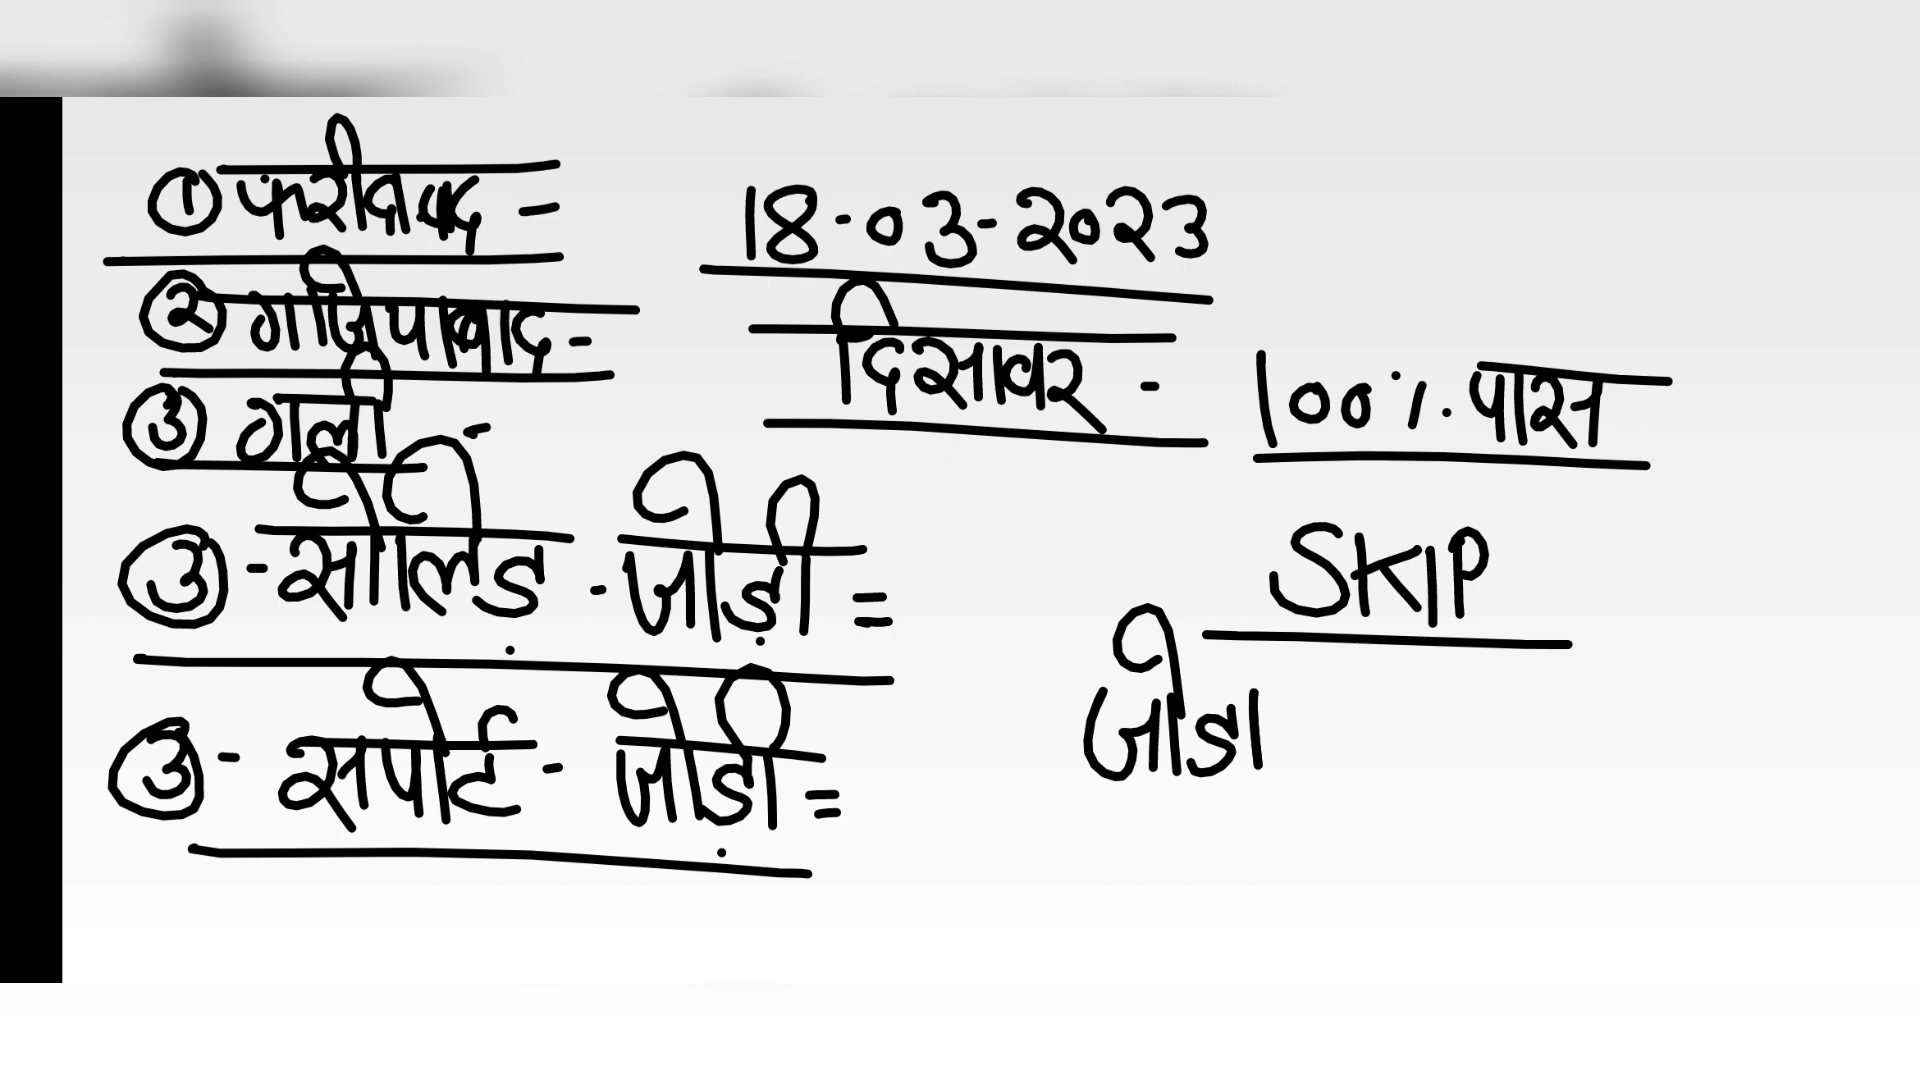 ① फरीदाबाद =
② गाजियाबाद =
③ गली =
③ - सोलिड - जोड़ी =
③ - सपोर्ट - जोड़ी =
18-03-2023
दिसावर -
100%. पास
SKIP
जोडा